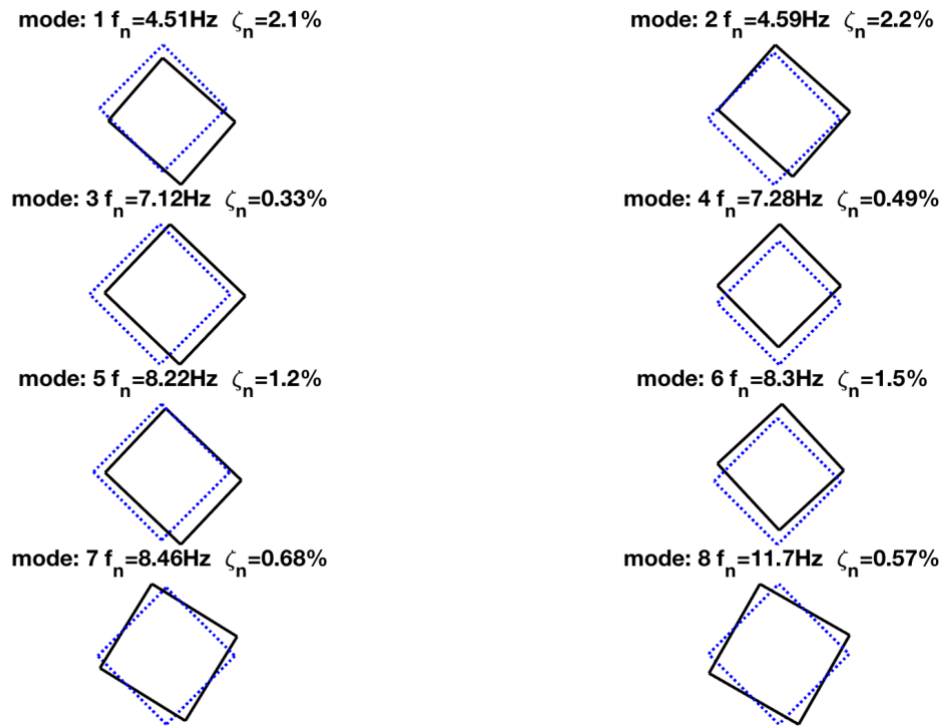 mode: 1 fn=4.51Hz ζn=2.1%
mode: 2 fn=4.59Hz ζn=2.2%
mode: 3 fn=7.12Hz ζn=0.33%
mode: 4 fn=7.28Hz ζn=0.49%
mode: 5 fn=8.22Hz ζn=1.2%
mode: 6 fn=8.3Hz ζn=1.5%
mode: 7 fn=8.46Hz ζn=0.68%
mode: 8 fn=11.7Hz ζn=0.57%